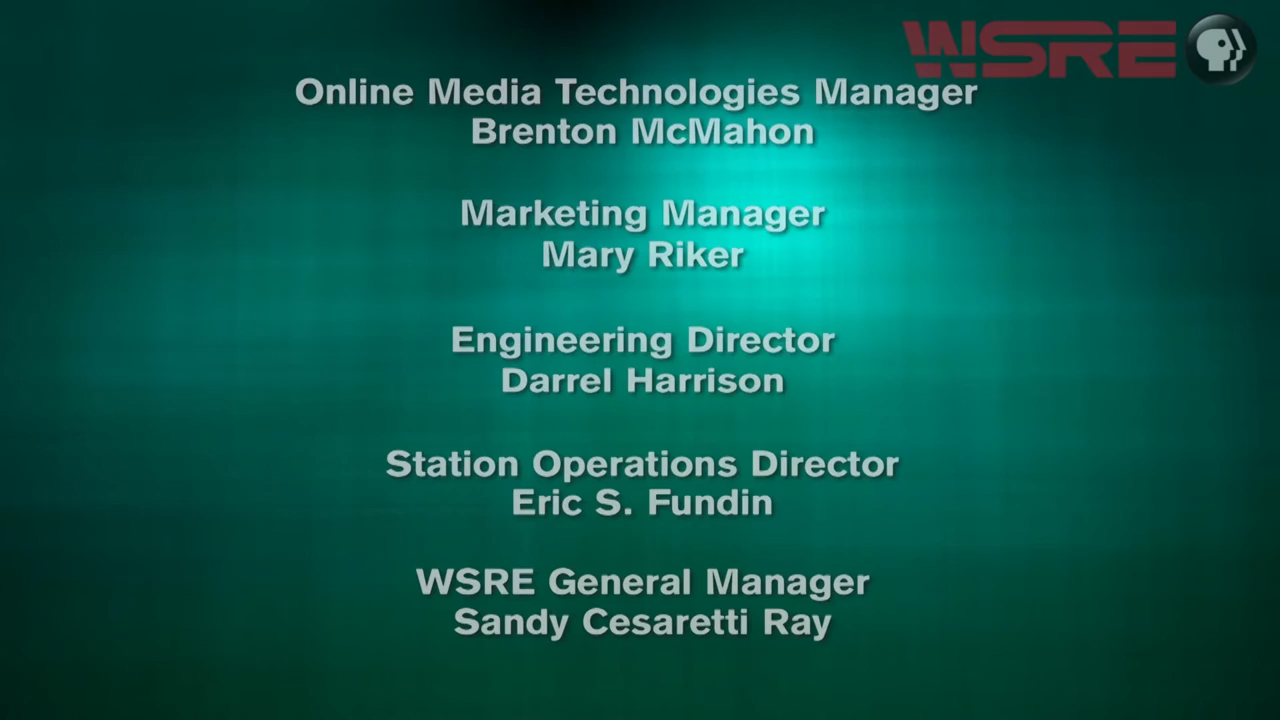 WSRE
Online Media Technologies Manager
Brenton McMahon
Marketing Manager
Mary Riker
Engineering Director
Darrel Harrison
Station Operations Director
Eric S. Fundin
WSRE General Manager
Sandy Cesaretti Ray